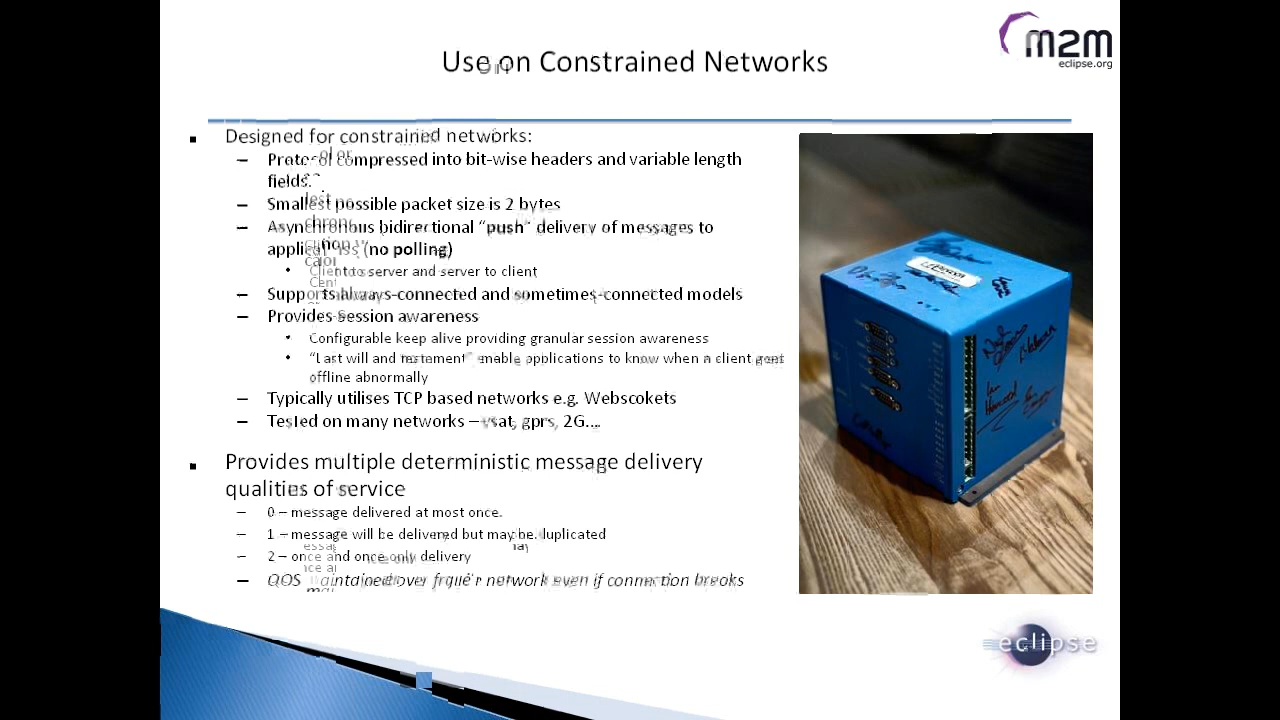 m2m
eclipse.org
Use on Constrained Networks
Designed for constrained networks:
– Protocol compressed into bit-wise headers and variable length
fields.
– Smallest possible packet size is 2 bytes
– Asynchronous bidirectional “push” delivery of messages to
(no polling)
• Client to server and server to client
– Supports always-connected and sometimes-connected models
– Provides session awareness
• Configurable keep alive providing granular session awareness
• “Last will and testament” enable applications to know when a client goes
offline abnormally
– Typically utilises TCP based networks e.g. Webscokets
– Tested on many networks – vsat, gprs, 2G...
Provides multiple deterministic message delivery
qualities of service
– 0 – message delivered at most once.
– 1 – message will be delivered but may be duplicated
– 2 – once and once only delivery
– QOS maintained over network even if connection breaks
eclipse